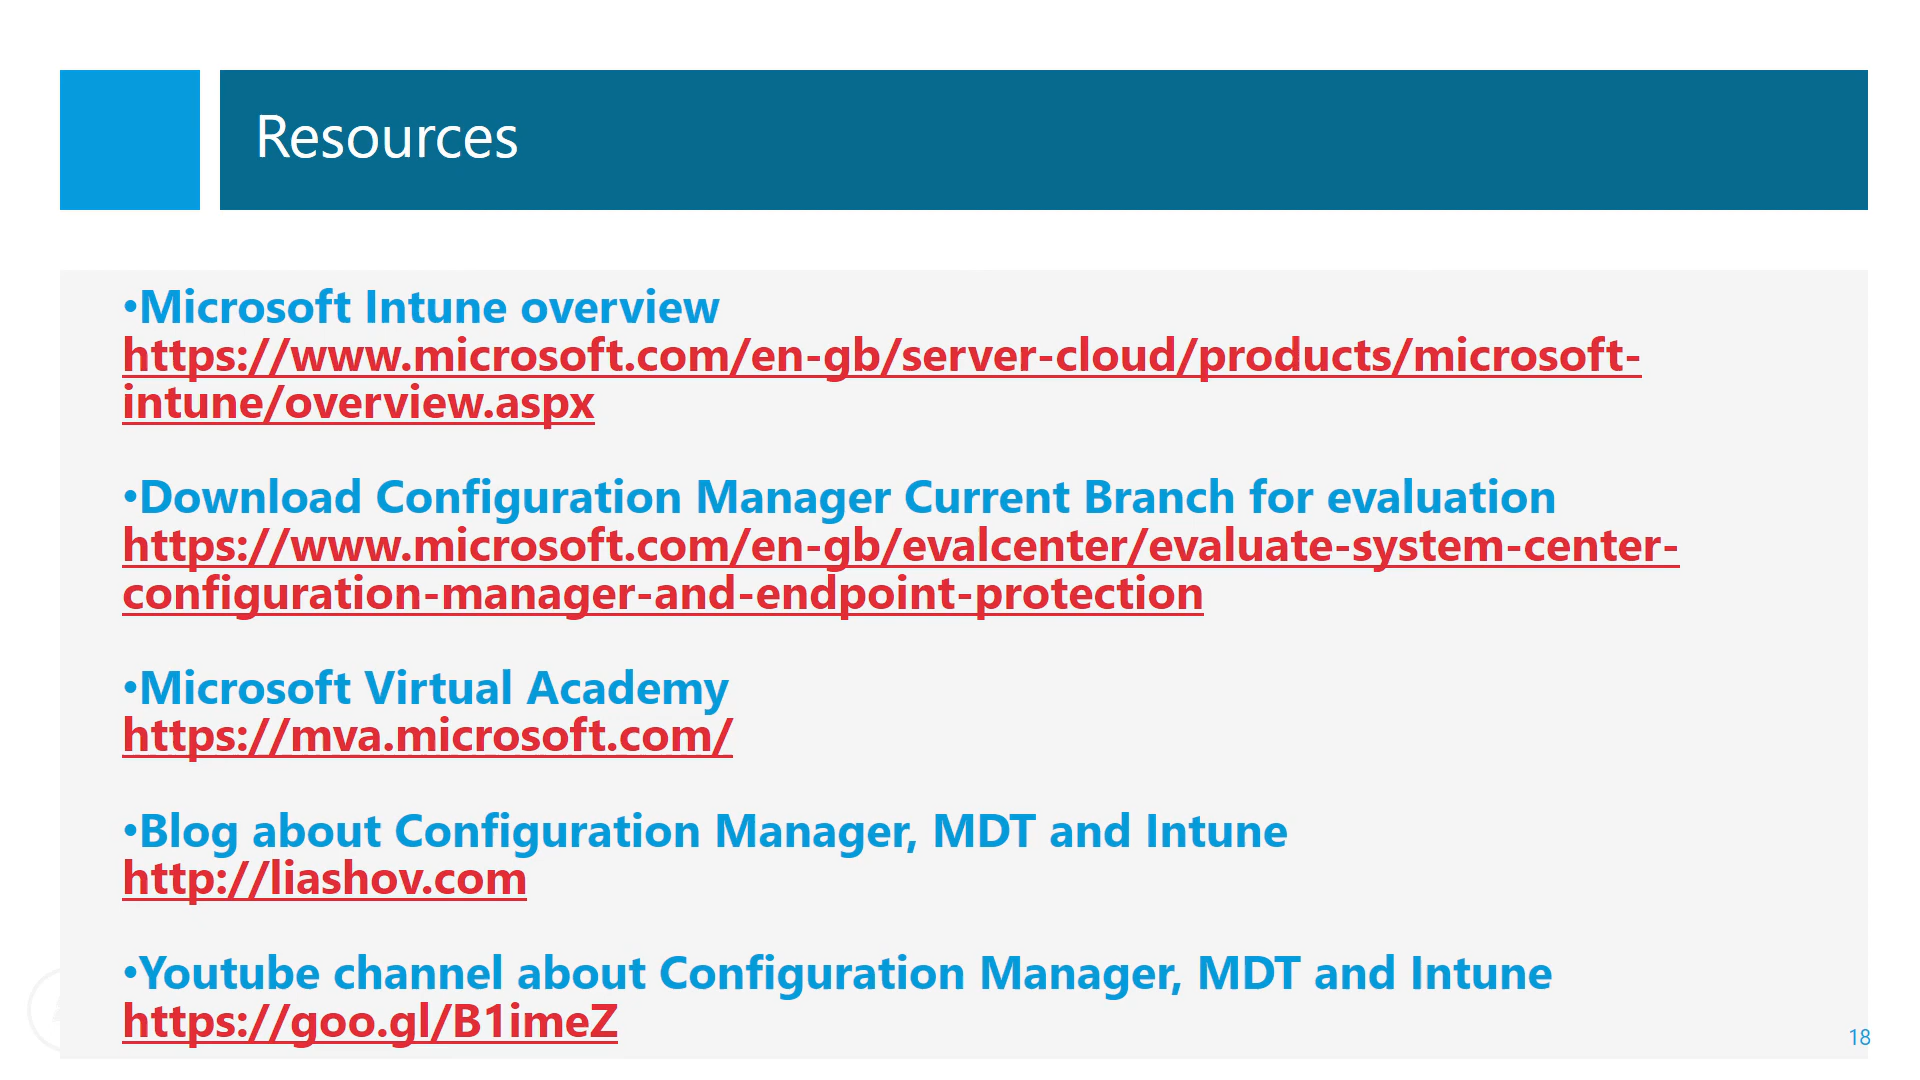 Resources
•Microsoft Intune overview
https://www.microsoft.com/en-gb/server-cloud/products/microsoft-
intune/overview.aspx
•Download Configuration Manager Current Branch for evaluation
https://www.microsoft.com/en-gb/evalcenter/evaluate-system-center-
configuration-manager-and-endpoint-protection
•Microsoft Virtual Academy
https://mva.microsoft.com/
•Blog about Configuration Manager, MDT and Intune
http://liashov.com
•Youtube channel about Configuration Manager, MDT and Intune
https://goo.gl/B1imeZ
18